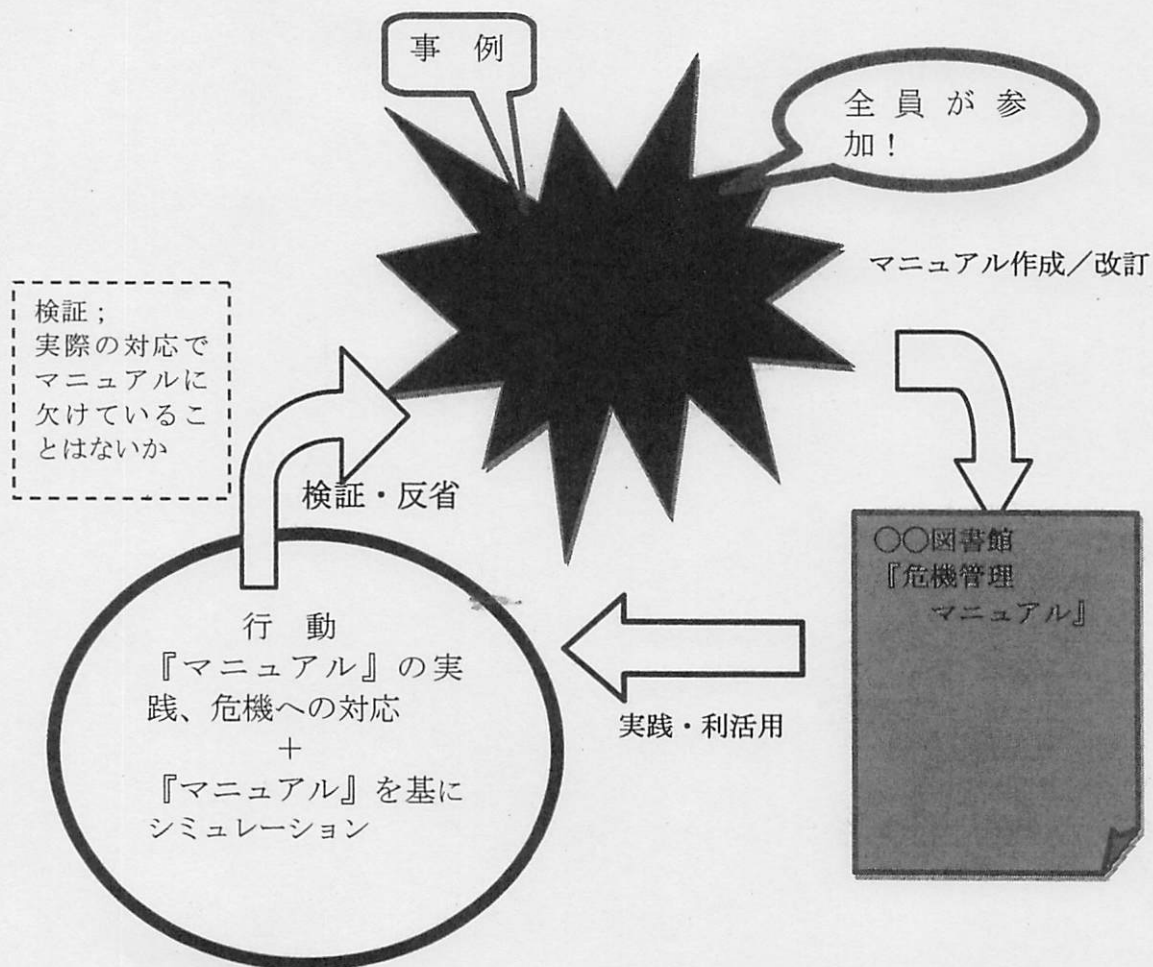 事 例
全員が参
加！
マニュアル作成／改訂
検証；
実際の対応で
マニュアルに
欠けているこ
とはないか
検証・反省
○○図書館
『危機管理
マニュアル』
行 動
『マニュアル』の実
践、危機への対応
＋
『マニュアル』を基に
シミュレーション
実践・利活用